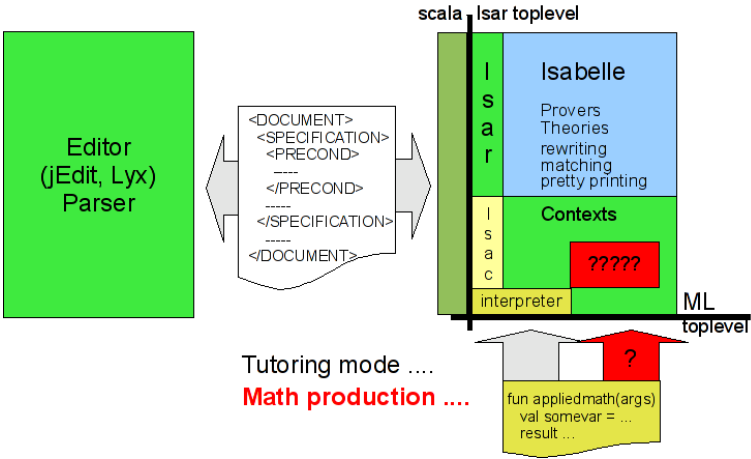 scala Isar toplevel
Editor
(jEdit, Lyx)
Parser
<DOCUMENT>
<SPECIFICATION>
<PRECOND>
-----
</PRECOND>
-----
</SPECIFICATION>
-----
</DOCUMENT>
I
s
a
r
Isabelle
Provers
Theories
rewriting
matching
pretty printing
I
s
a
c
Contexts
?????
interpreter
ML
toplevel
Tutoring mode ....
Math production ....
?
fun appliedmath(args)
val somevar = ...
result ...